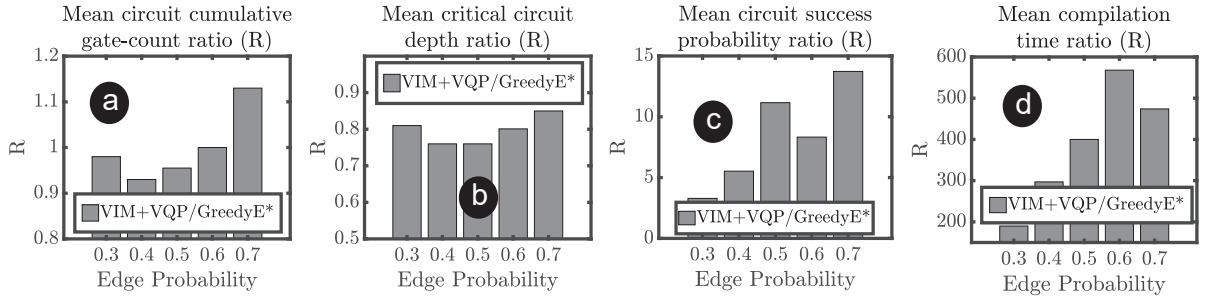 Mean circuit cumulative
gate-count ratio (R)
1.2
1.1
1
0.9
0.8
R
a
VIM+VQP/GreedyE*
0.3 0.4 0.5 0.6 0.7
Edge Probability
Mean critical circuit
depth ratio (R)
0.9
0.8
0.7
0.6
0.5
R
VIM+VQP/GreedyE*
b
0.3 0.4 0.5 0.6 0.7
Edge Probability
Mean circuit success
probability ratio (R)
15
10
5
0
R
c
VIM+VQP/GreedyE*
0.3 0.4 0.5 0.6 0.7
Edge Probability
Mean compilation
time ratio (R)
600
500
400
300
200
R
d
VIM+VQP/GreedyE*
0.3 0.4 0.5 0.6 0.7
Edge Probability